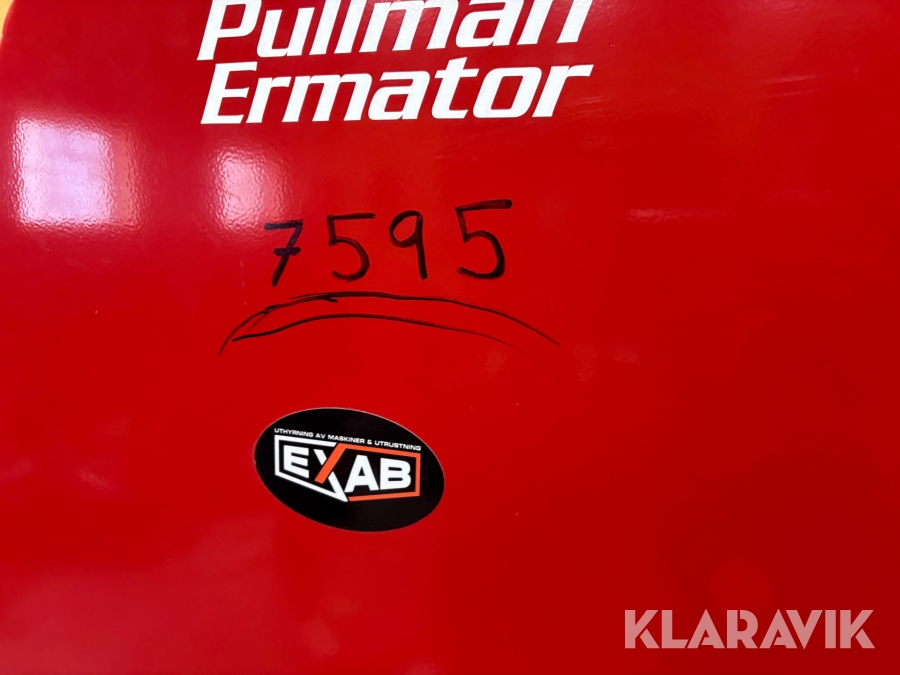 Pullman
Ermator
7595
UTHYRNING AV MASKINER & UTRUSTNING
EXAB
KLARAVIK